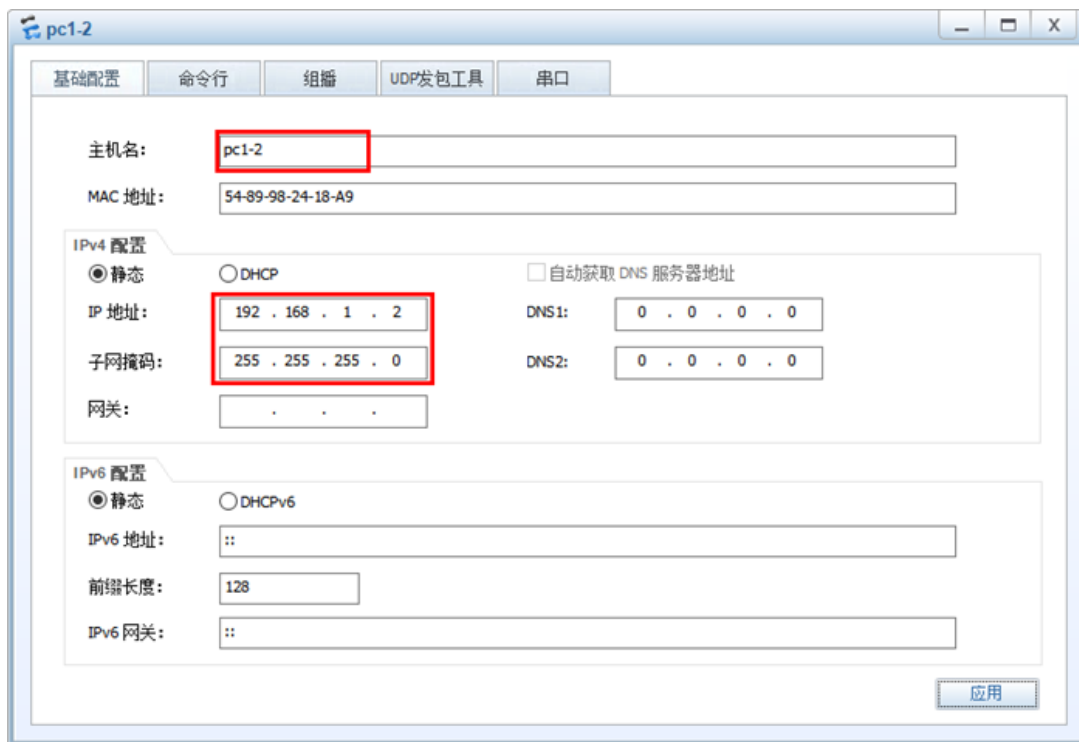 pc1-2
基础配置 命令行 组播 UDP发包工具 串口
主机名: pc1-2
MAC 地址: 54-89-98-24-18-A9
IPv4 配置
静态 DHCP 自动获取 DNS 服务器地址
IP 地址: 192 . 168 . 1 . 2 DNS1: 0 . 0 . 0 . 0
子网掩码: 255 . 255 . 255 . 0 DNS2: 0 . 0 . 0 . 0
网关: . . .
IPv6 配置
静态 DHCPv6
IPv6 地址: ::
前缀长度: 128
IPv6 网关: ::
应用